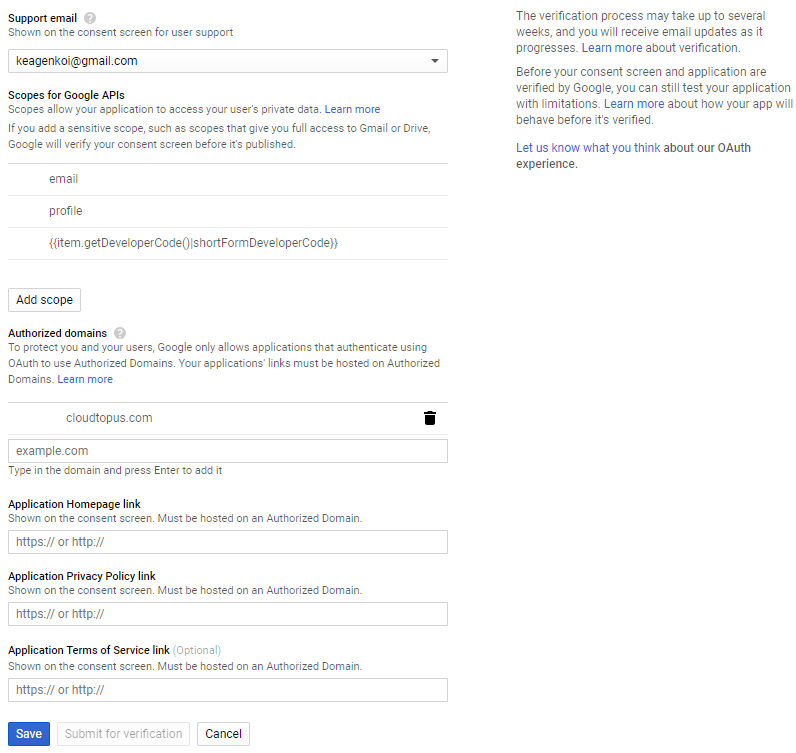 Support email ?
Shown on the consent screen for user support
keagenkoi@gmail.com
Scopes for Google APIs
Scopes allow your application to access your user's private data. Learn more
If you add a sensitive scope, such as scopes that give you full access to Gmail or Drive,
Google will verify your consent screen before it's published.
email
profile
{{item.getDeveloperCode()|shortFormDeveloperCode}}
Add scope
Authorized domains ?
To protect you and your users, Google only allows applications that authenticate using
OAuth to use Authorized Domains. Your applications' links must be hosted on Authorized
Domains. Learn more
cloudtopus.com
example.com
Type in the domain and press Enter to add it
Application Homepage link
Shown on the consent screen. Must be hosted on an Authorized Domain.
https:// or http://
Application Privacy Policy link
Shown on the consent screen. Must be hosted on an Authorized Domain.
https:// or http://
Application Terms of Service link (Optional)
Shown on the consent screen. Must be hosted on an Authorized Domain.
https:// or http://
Save Submit for verification Cancel
The verification process may take up to several
weeks, and you will receive email updates as it
progresses. Learn more about verification.
Before your consent screen and application are
verified by Google, you can still test your application
with limitations. Learn more about how your app will
behave before it's verified.
Let us know what you think about our OAuth
experience.